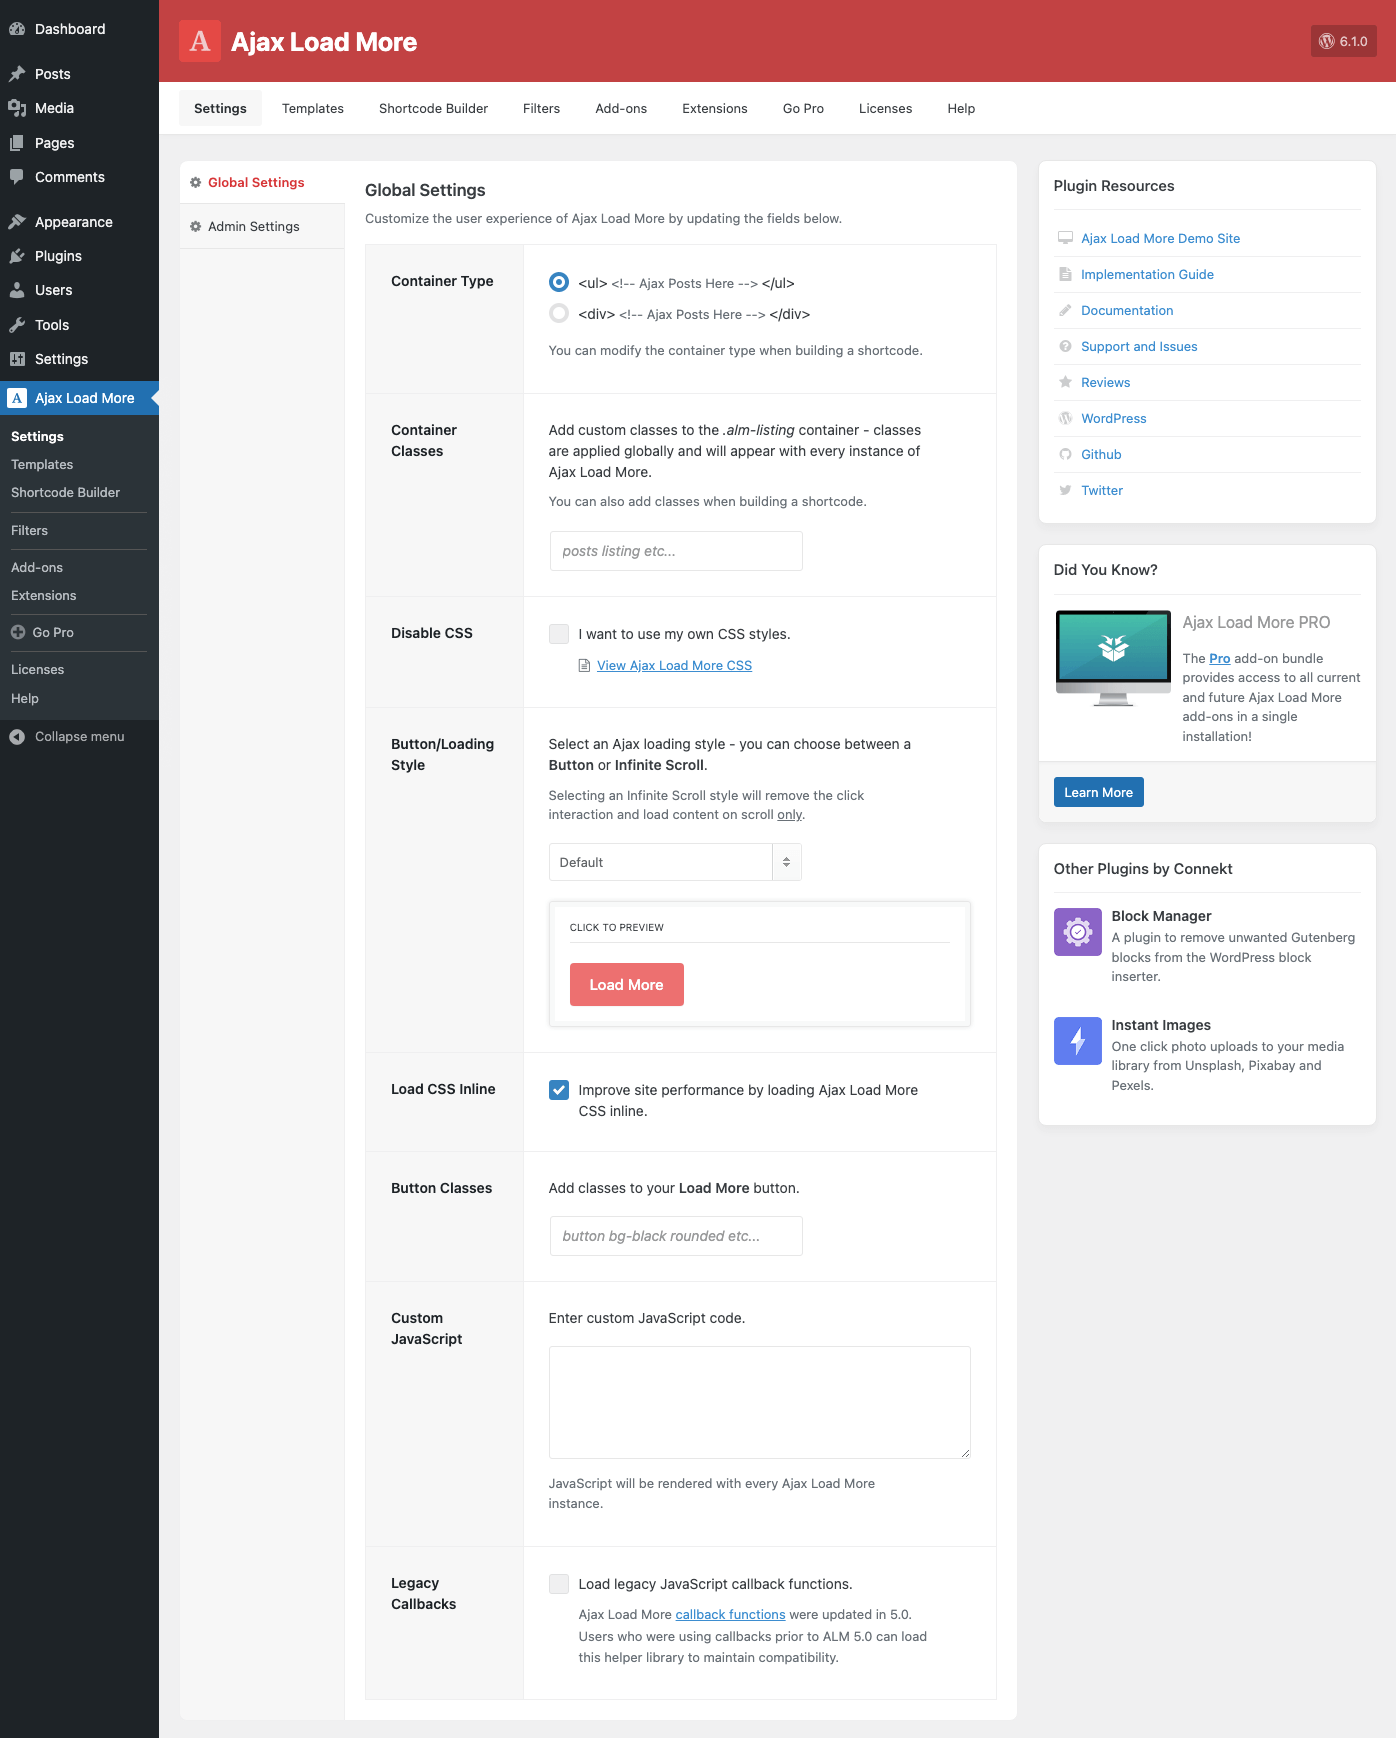 Dashboard
Posts
Media
Pages
Comments
Appearance
Plugins
Users
Tools
Settings
A Ajax Load More
Settings
Templates
Shortcode Builder
Filters
Add-ons
Extensions
Go Pro
Licenses
Help
Collapse menu
A Ajax Load More
6.1.0
Settings Templates Shortcode Builder Filters Add-ons Extensions Go Pro Licenses Help
Global Settings
Admin Settings
Global Settings
Customize the user experience of Ajax Load More by updating the fields below.
Container Type
<ul> <!-- Ajax Posts Here --> </ul>
<div> <!-- Ajax Posts Here --> </div>
You can modify the container type when building a shortcode.
Container
Classes
Add custom classes to the .alm-listing container - classes
are applied globally and will appear with every instance of
Ajax Load More.
You can also add classes when building a shortcode.
posts listing etc...
Disable CSS
I want to use my own CSS styles.
View Ajax Load More CSS
Button/Loading
Style
Select an Ajax loading style - you can choose between a
Button or Infinite Scroll.
Selecting an Infinite Scroll style will remove the click
interaction and load content on scroll only.
Default
CLICK TO PREVIEW
Load More
Load CSS Inline
Improve site performance by loading Ajax Load More
CSS inline.
Button Classes
Add classes to your Load More button.
button bg-black rounded etc...
Custom
JavaScript
Enter custom JavaScript code.
JavaScript will be rendered with every Ajax Load More
instance.
Legacy
Callbacks
Load legacy JavaScript callback functions.
Ajax Load More callback functions were updated in 5.0.
Users who were using callbacks prior to ALM 5.0 can load
this helper library to maintain compatibility.
Plugin Resources
Ajax Load More Demo Site
Implementation Guide
Documentation
Support and Issues
Reviews
WordPress
Github
Twitter
Did You Know?
Ajax Load More PRO
The Pro add-on bundle
provides access to all current
and future Ajax Load More
add-ons in a single
installation!
Learn More
Other Plugins by Connekt
Block Manager
A plugin to remove unwanted Gutenberg
blocks from the WordPress block
inserter.
Instant Images
One click photo uploads to your media
library from Unsplash, Pixabay and
Pexels.